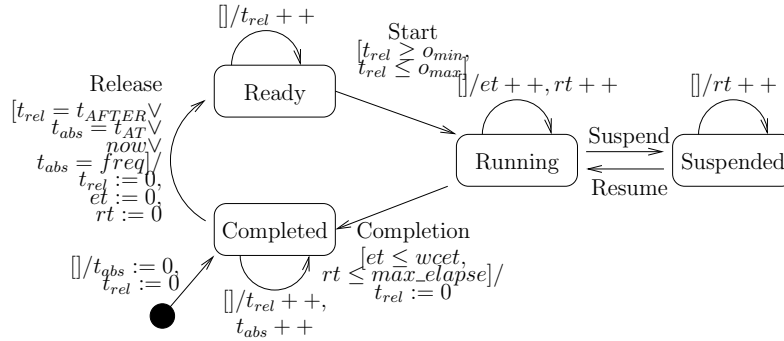 []/t_rel + +
Start
[t_rel ≥ o_min,
t_rel ≤ o_max]
Release
[t_rel = t_AFTER ∨
t_abs = t_AT ∨
now ∨
t_abs = freq]/
t_rel := 0,
et := 0,
rt := 0
Ready
[]/et + +, rt + +
[]/rt + +
Running
Suspend
Resume
Suspended
Completed
Completion
[et ≤ wcet,
rt ≤ max_elapse]/
t_rel := 0
[]/t_abs := 0,
t_rel := 0
[]/t_rel + +,
t_abs + +